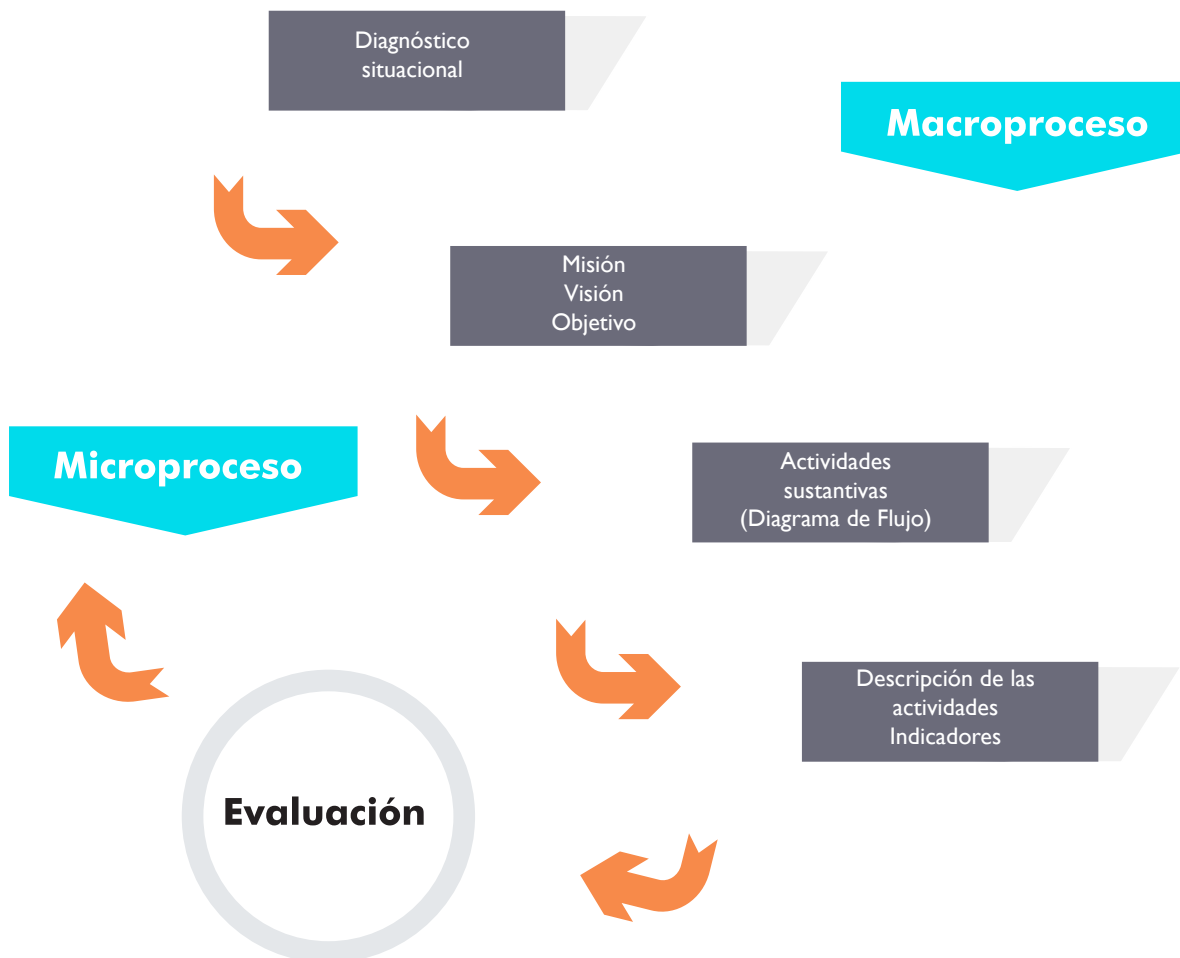 Diagnóstico
situacional
Macroproceso
Misión
Visión
Objetivo
Microproceso
Actividades
sustantivas
(Diagrama de Flujo)
Descripción de las
actividades
Indicadores
Evaluación